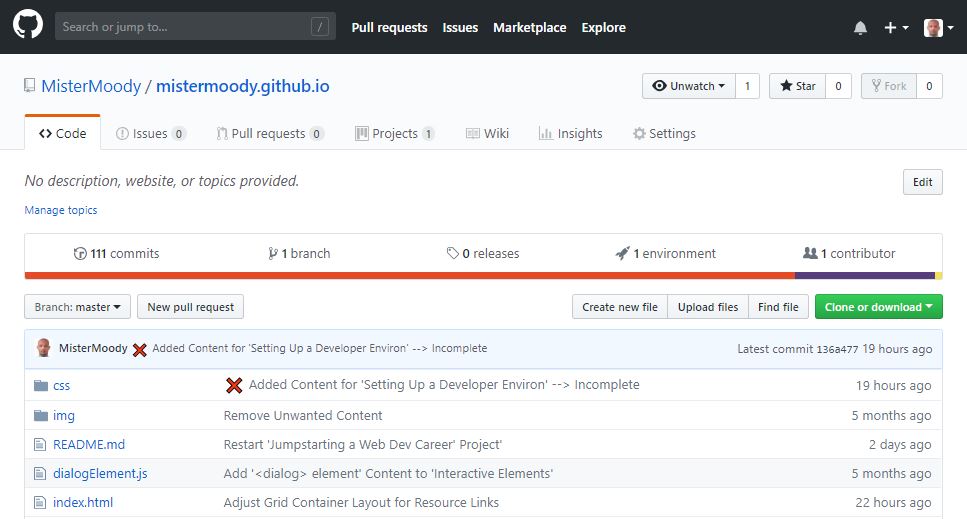 Search or jump to... /
Pull requests Issues Marketplace Explore
MisterMoody / mistermoody.github.io
Unwatch 1 Star 0 Fork 0
<> Code Issues 0 Pull requests 0 Projects 1 Wiki Insights Settings
No description, website, or topics provided. Edit
Manage topics
111 commits 1 branch 0 releases 1 environment 1 contributor
Branch: master New pull request Create new file Upload files Find file Clone or download
MisterMoody ❌ Added Content for 'Setting Up a Developer Environ' --> Incomplete Latest commit 136a477 19 hours ago
css ❌ Added Content for 'Setting Up a Developer Environ' --> Incomplete 19 hours ago
img Remove Unwanted Content 5 months ago
README.md Restart 'Jumpstarting a Web Dev Career' Project' 2 days ago
dialogElement.js Add '<dialog> element' Content to 'Interactive Elements' 5 months ago
index.html Adjust Grid Container Layout for Resource Links 22 hours ago